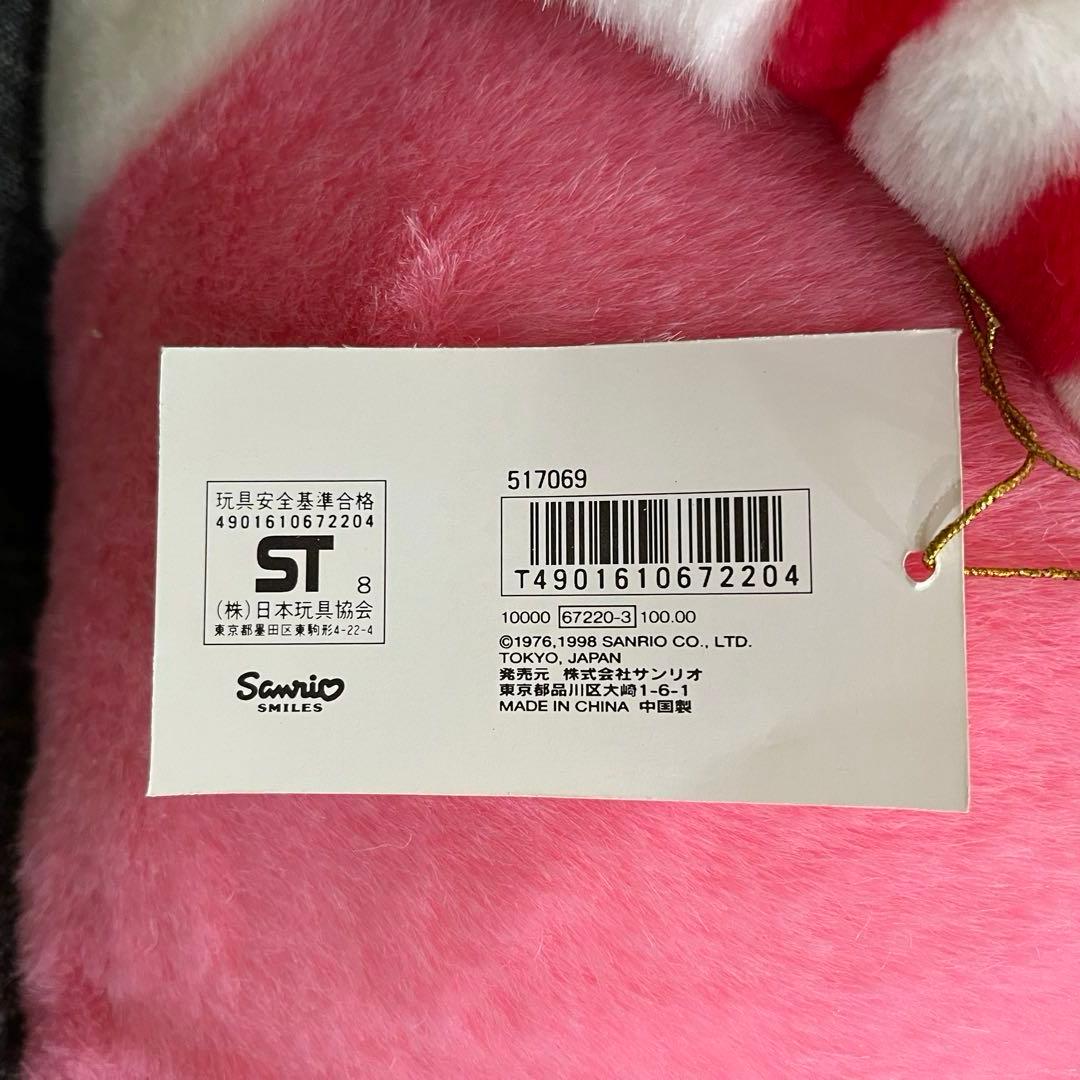 玩具安全基準合格
4901610672204
ST 8
(株)日本玩具協会
東京都墨田区東駒形4-22-4
Sanrio
SMILES
517069
T4901610672204
10000 67220-3 100.00
©1976,1998 SANRIO CO., LTD.
TOKYO, JAPAN
発売元 株式会社サンリオ
東京都品川区大崎1-6-1
MADE IN CHINA 中国製